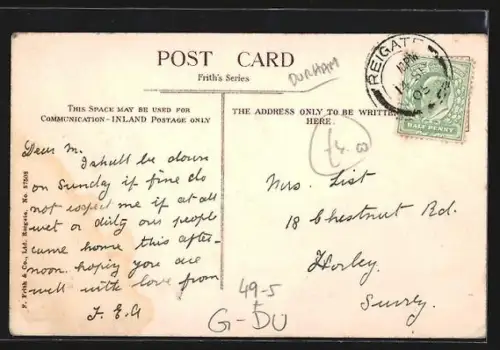 POST CARD
Frith's Series
DURHAM
THIS SPACE MAY BE USED FOR
COMMUNICATION - INLAND POSTAGE ONLY
THE ADDRESS ONLY TO BE WRITTEN
HERE.
REIGATE
HALF PENNY
Dear M.
I shall be down
on Sunday if fine do
not expect me if at all
wet or dirty our people
came home this after-
noon. hoping you are
well with love from
F. Frith & Co., Ltd. Reigate. No.
Mrs. List
18 Chestnut Rd.
Horley.
Surrey.
49-5
G-DU